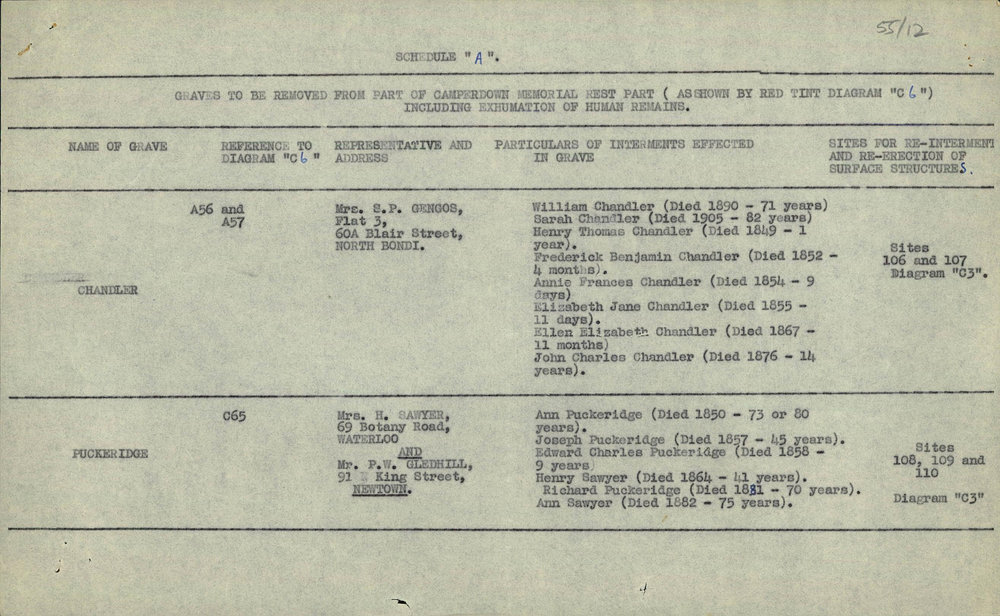 55/12
SCHEDULE "A".
GRAVES TO BE REMOVED FROM PART OF CAMPERDOWN MEMORIAL REST PART ( ASSHOWN BY RED TINT DIAGRAM "C 6 ")
INCLUDING EXHUMATION OF HUMAN REMAINS.
NAME OF GRAVE
REFERENCE TO
DIAGRAM "C6 "
REPRESENTATIVE AND
ADDRESS
PARTICULARS OF INTERMENTS EFFECTED
IN GRAVE
SITES FOR RE-INTERMENT
AND RE-ERECTION OF
SURFACE STRUCTURES.
CHANDLER
A56 and
A57
Mrs. S.P. GENGOS,
Flat 3,
60A Blair Street,
NORTH BONDI.
William Chandler (Died 1890 - 71 years)
Sarah Chandler (Died 1905 - 82 years)
Henry Thomas Chandler (Died 1849 - 1
year).
Frederick Benjamin Chandler (Died 1852 -
4 months).
Annie Frances Chandler (Died 1854 - 9
days)
Elizabeth Jane Chandler (Died 1855 -
11 days).
Ellen Elizabeth Chandler (Died 1867 -
11 months)
John Charles Chandler (Died 1876 - 14
years).
Sites
106 and 107
Diagram "C3".
PUCKERIDGE
C65
Mrs. H. SAWYER,
69 Botany Road,
WATERLOO
AND
Mr. P.W. GLEDHILL,
91 King Street,
NEWTOWN.
Ann Puckeridge (Died 1850 - 73 or 80
years).
Joseph Puckeridge (Died 1857 - 45 years).
Edward Charles Puckeridge (Died 1858 -
9 years)
Henry Sawyer (Died 1864 - 41 years).
Richard Puckeridge (Died 1881 - 70 years).
Ann Sawyer (Died 1882 - 75 years).
Sites
108, 109 and
110
Diagram "C3"